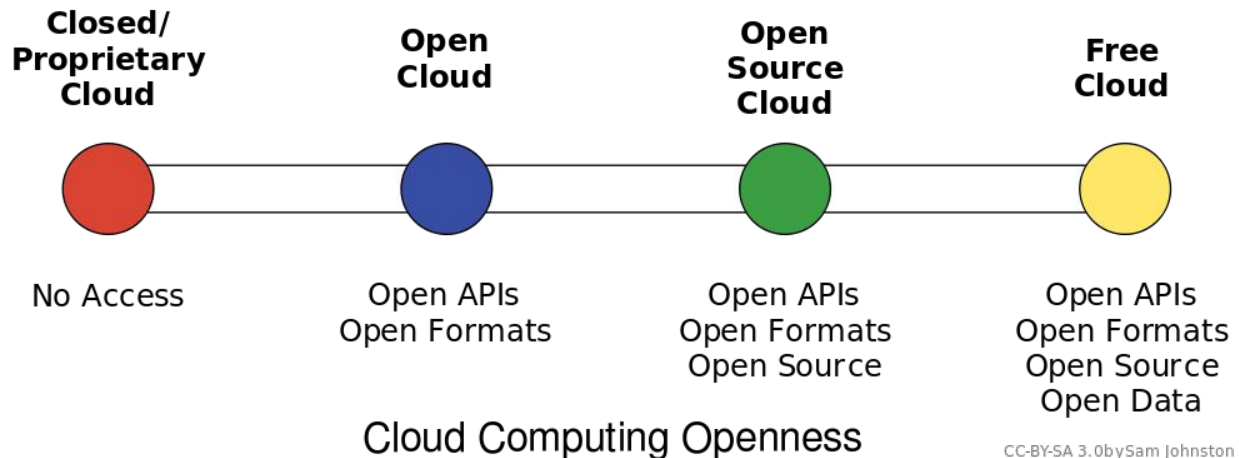 Closed/
Proprietary
Cloud
Open
Cloud
Open
Source
Cloud
Free
Cloud
No Access
Open APIs
Open Formats
Open APIs
Open Formats
Open Source
Open APIs
Open Formats
Open Source
Open Data
Cloud Computing Openness
CC-BY-SA 3.0bySam Johnston